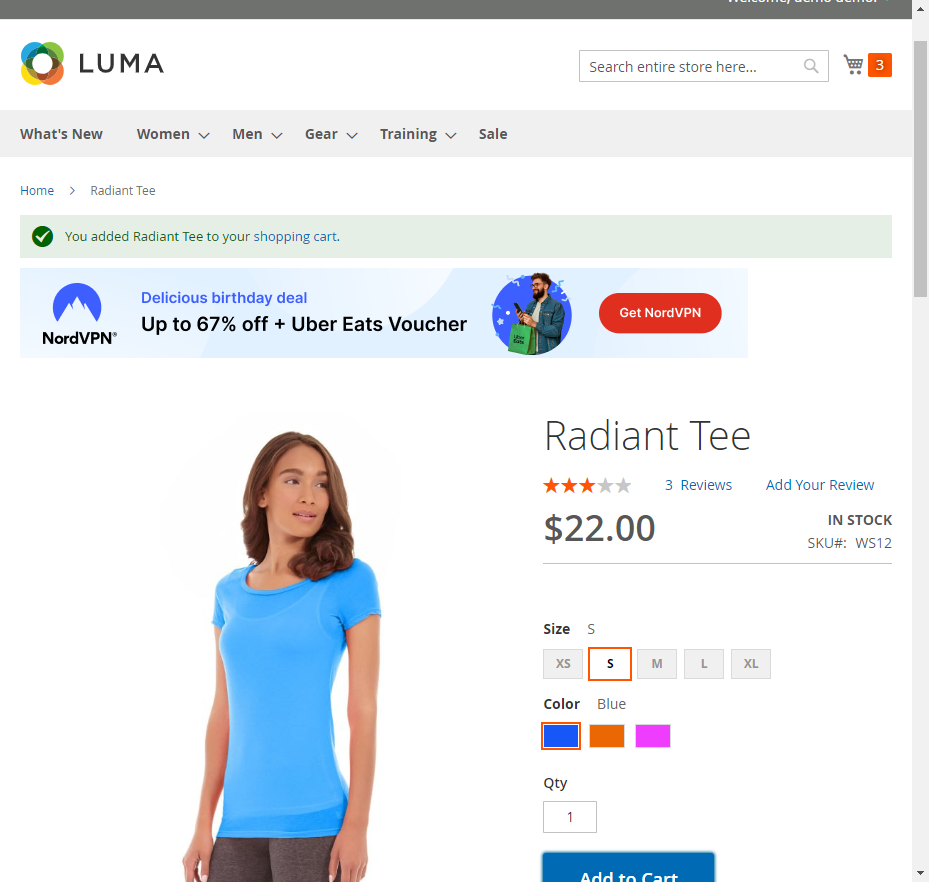 Welcome, demo demo!
LUMA
Search entire store here...
3
What's New
Women
Men
Gear
Training
Sale
Home
Radiant Tee
You added Radiant Tee to your shopping cart.
NordVPN®
Delicious birthday deal
Up to 67% off + Uber Eats Voucher
Uber Eats
Get NordVPN
Radiant Tee
3 Reviews
Add Your Review
$22.00
IN STOCK
SKU#: WS12
Size S
XS
S
M
L
XL
Color Blue
Qty
1
Add to Cart